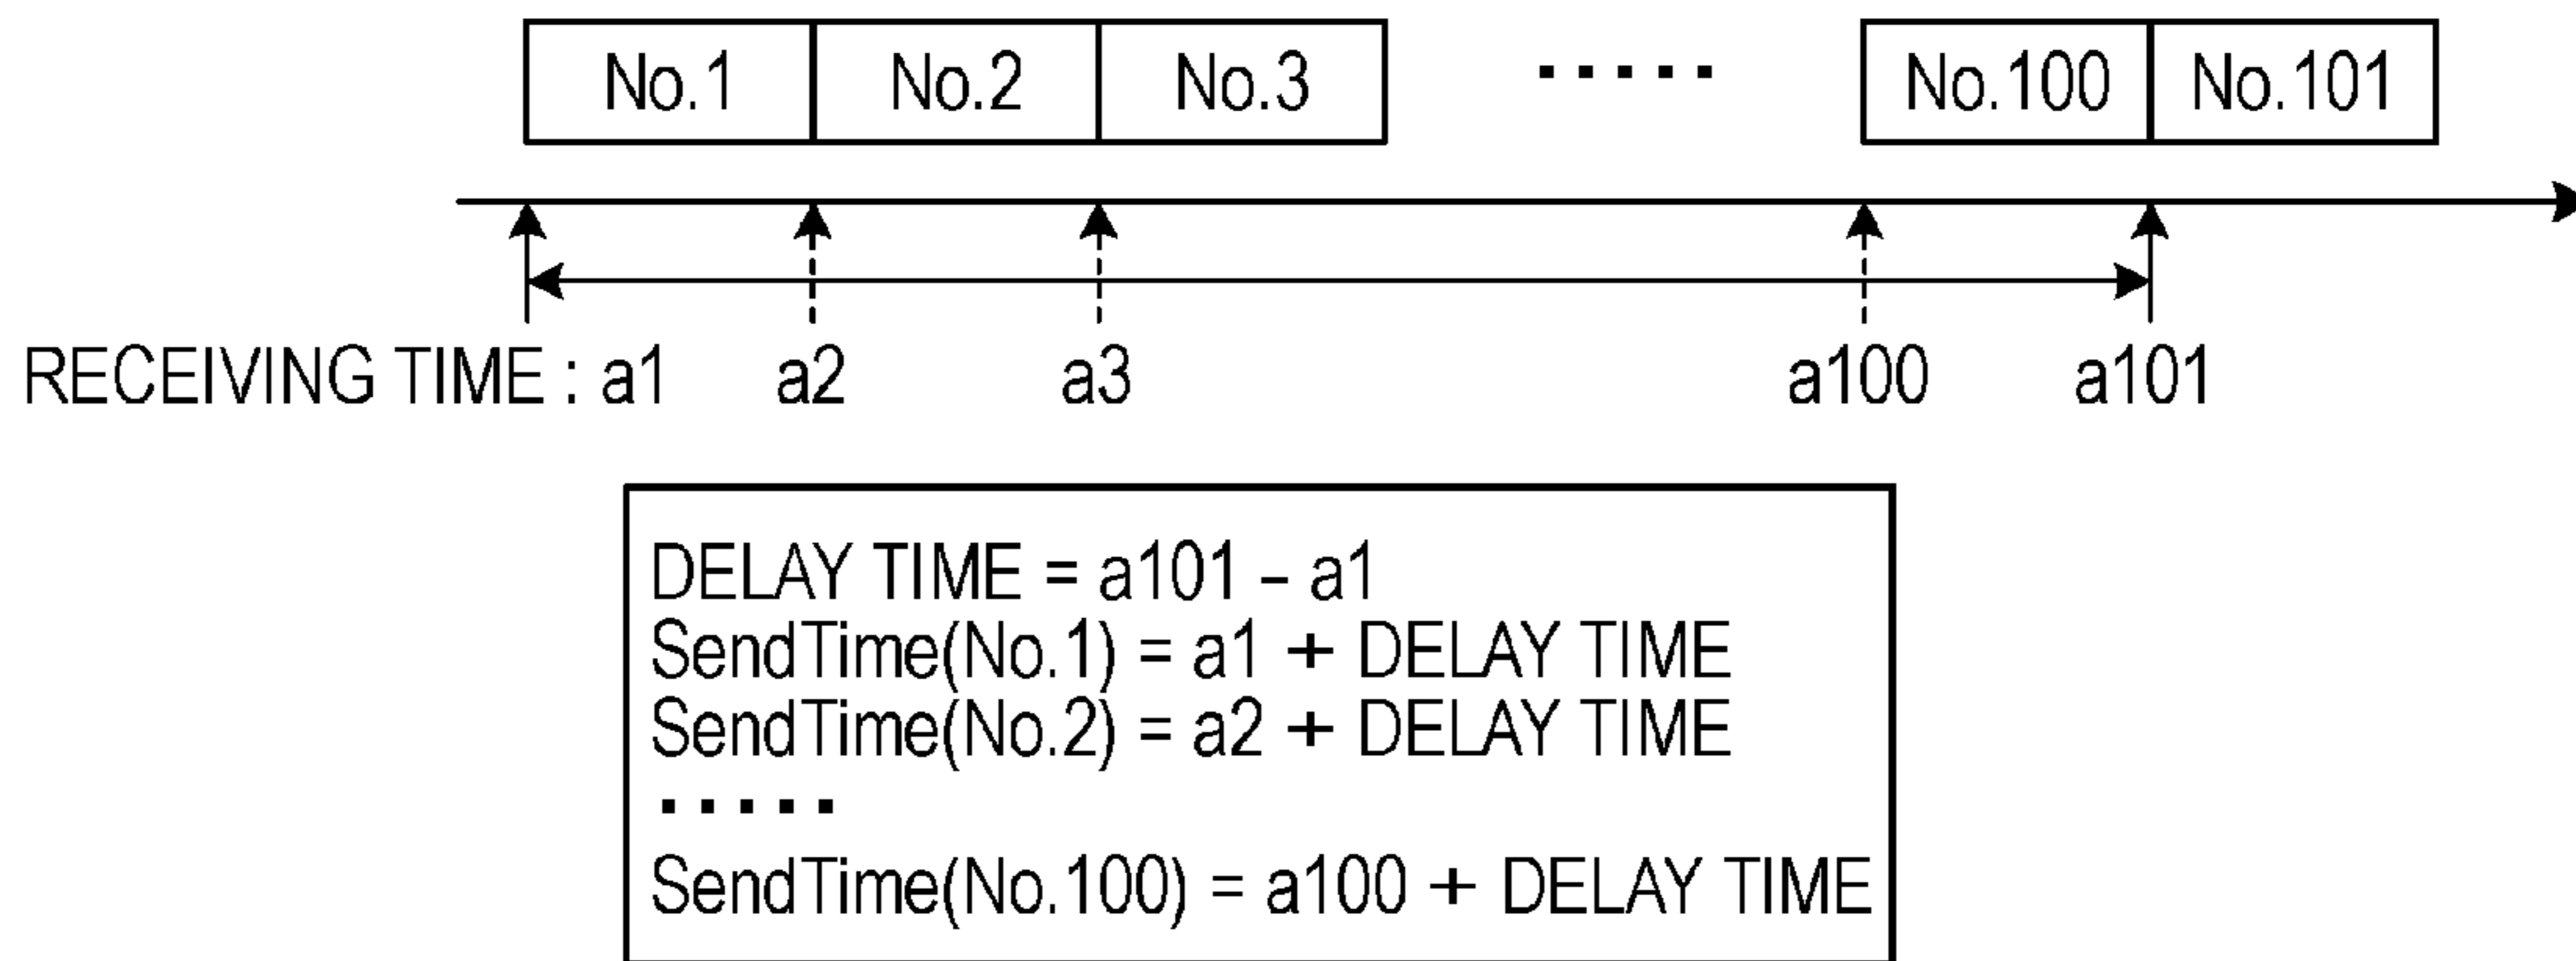 No.1 No.2 No.3 ····· No.100 No.101
RECEIVING TIME : a1 a2 a3 a100 a101
DELAY TIME = a101 – a1
SendTime(No.1) = a1 + DELAY TIME
SendTime(No.2) = a2 + DELAY TIME
·····
SendTime(No.100) = a100 + DELAY TIME